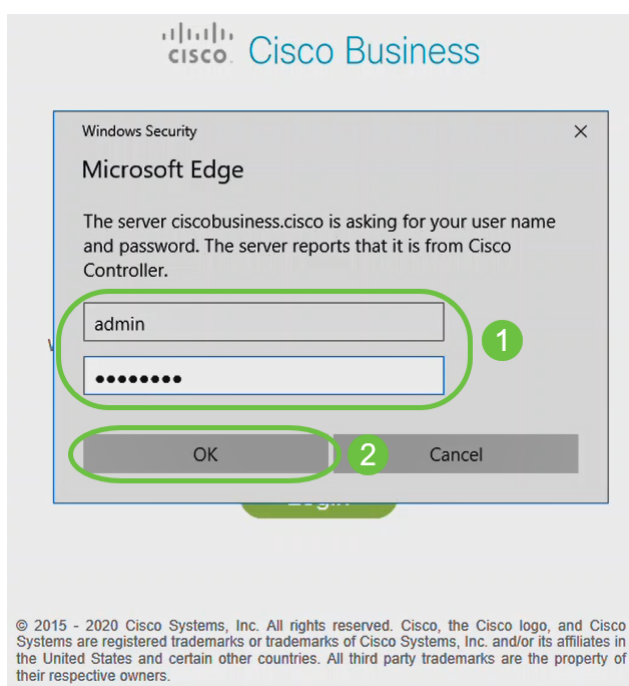 CISCO Cisco Business
Windows Security
Microsoft Edge
The server ciscobusiness.cisco is asking for your user name
and password. The server reports that it is from Cisco
Controller.
admin
1
●●●●●●●●
OK
2
Cancel
© 2015 - 2020 Cisco Systems, Inc. All rights reserved. Cisco, the Cisco logo, and Cisco
Systems are registered trademarks or trademarks of Cisco Systems, Inc. and/or its affiliates in
the United States and certain other countries. All third party trademarks are the property of
their respective owners.